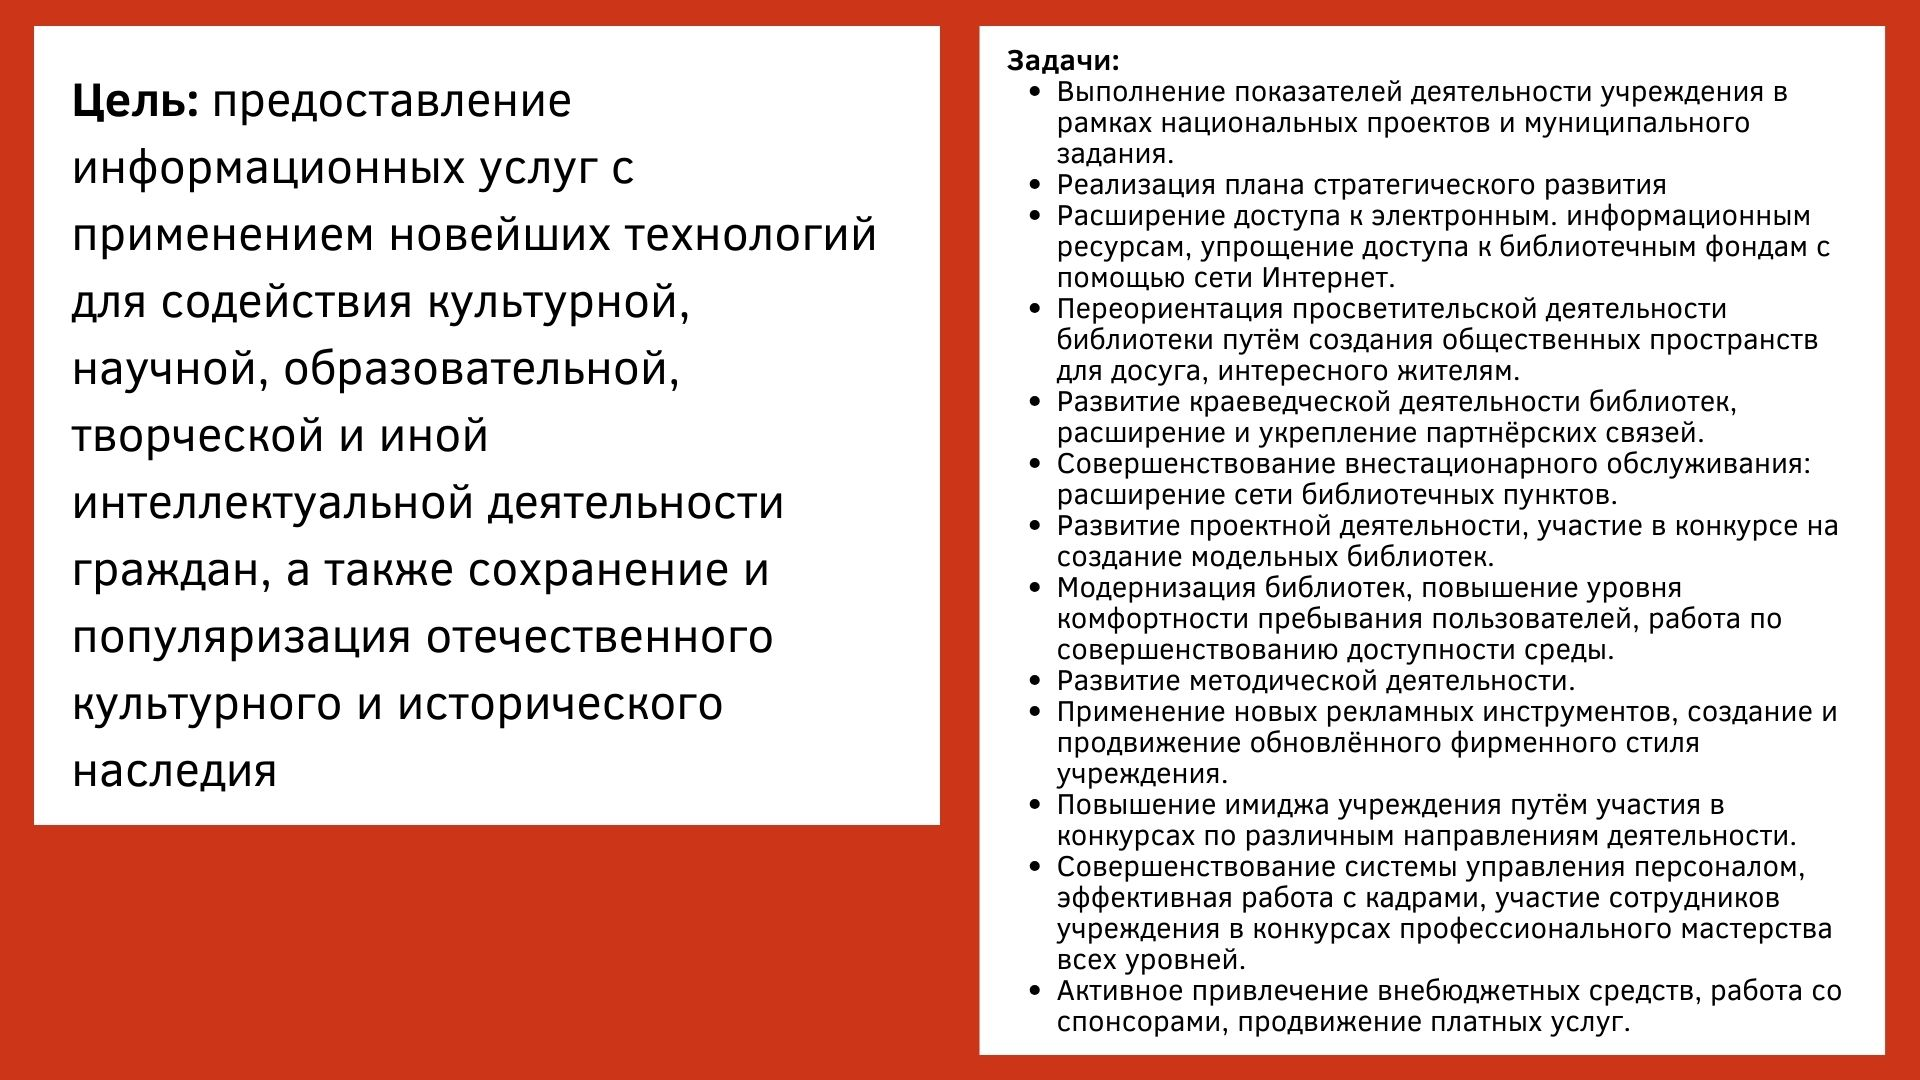 Цель: предоставление
информационных услуг с
применением новейших технологий
для содействия культурной,
научной, образовательной,
творческой и иной
интеллектуальной деятельности
граждан, а также сохранение и
популяризация отечественного
культурного и исторического
наследия
Задачи:
• Выполнение показателей деятельности учреждения в
рамках национальных проектов и муниципального
задания.
• Реализация плана стратегического развития
• Расширение доступа к электронным. информационным
ресурсам, упрощение доступа к библиотечным фондам с
помощью сети Интернет.
• Переориентация просветительской деятельности
библиотеки путём создания общественных пространств
для досуга, интересного жителям.
• Развитие краеведческой деятельности библиотек,
расширение и укрепление партнёрских связей.
• Совершенствование внестационарного обслуживания:
расширение сети библиотечных пунктов.
• Развитие проектной деятельности, участие в конкурсе на
создание модельных библиотек.
• Модернизация библиотек, повышение уровня
комфортности пребывания пользователей, работа по
совершенствованию доступности среды.
• Развитие методической деятельности.
• Применение новых рекламных инструментов, создание и
продвижение обновлённого фирменного стиля
учреждения.
• Повышение имиджа учреждения путём участия в
конкурсах по различным направлениям деятельности.
• Совершенствование системы управления персоналом,
эффективная работа с кадрами, участие сотрудников
учреждения в конкурсах профессионального мастерства
всех уровней.
• Активное привлечение внебюджетных средств, работа со
спонсорами, продвижение платных услуг.